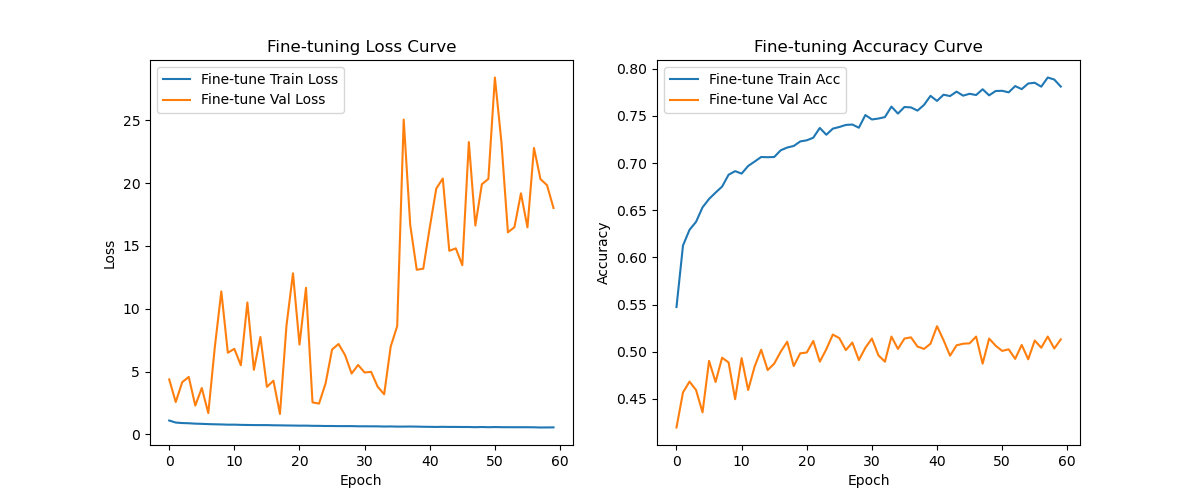 Fine-tuning Loss Curve
Fine-tune Train Loss
Fine-tune Val Loss
25
20
15
10
5
0
Loss
0 10 20 30 40 50 60
Epoch
Fine-tuning Accuracy Curve
Fine-tune Train Acc
Fine-tune Val Acc
0.80
0.75
0.70
0.65
0.60
0.55
0.50
0.45
Accuracy
0 10 20 30 40 50 60
Epoch